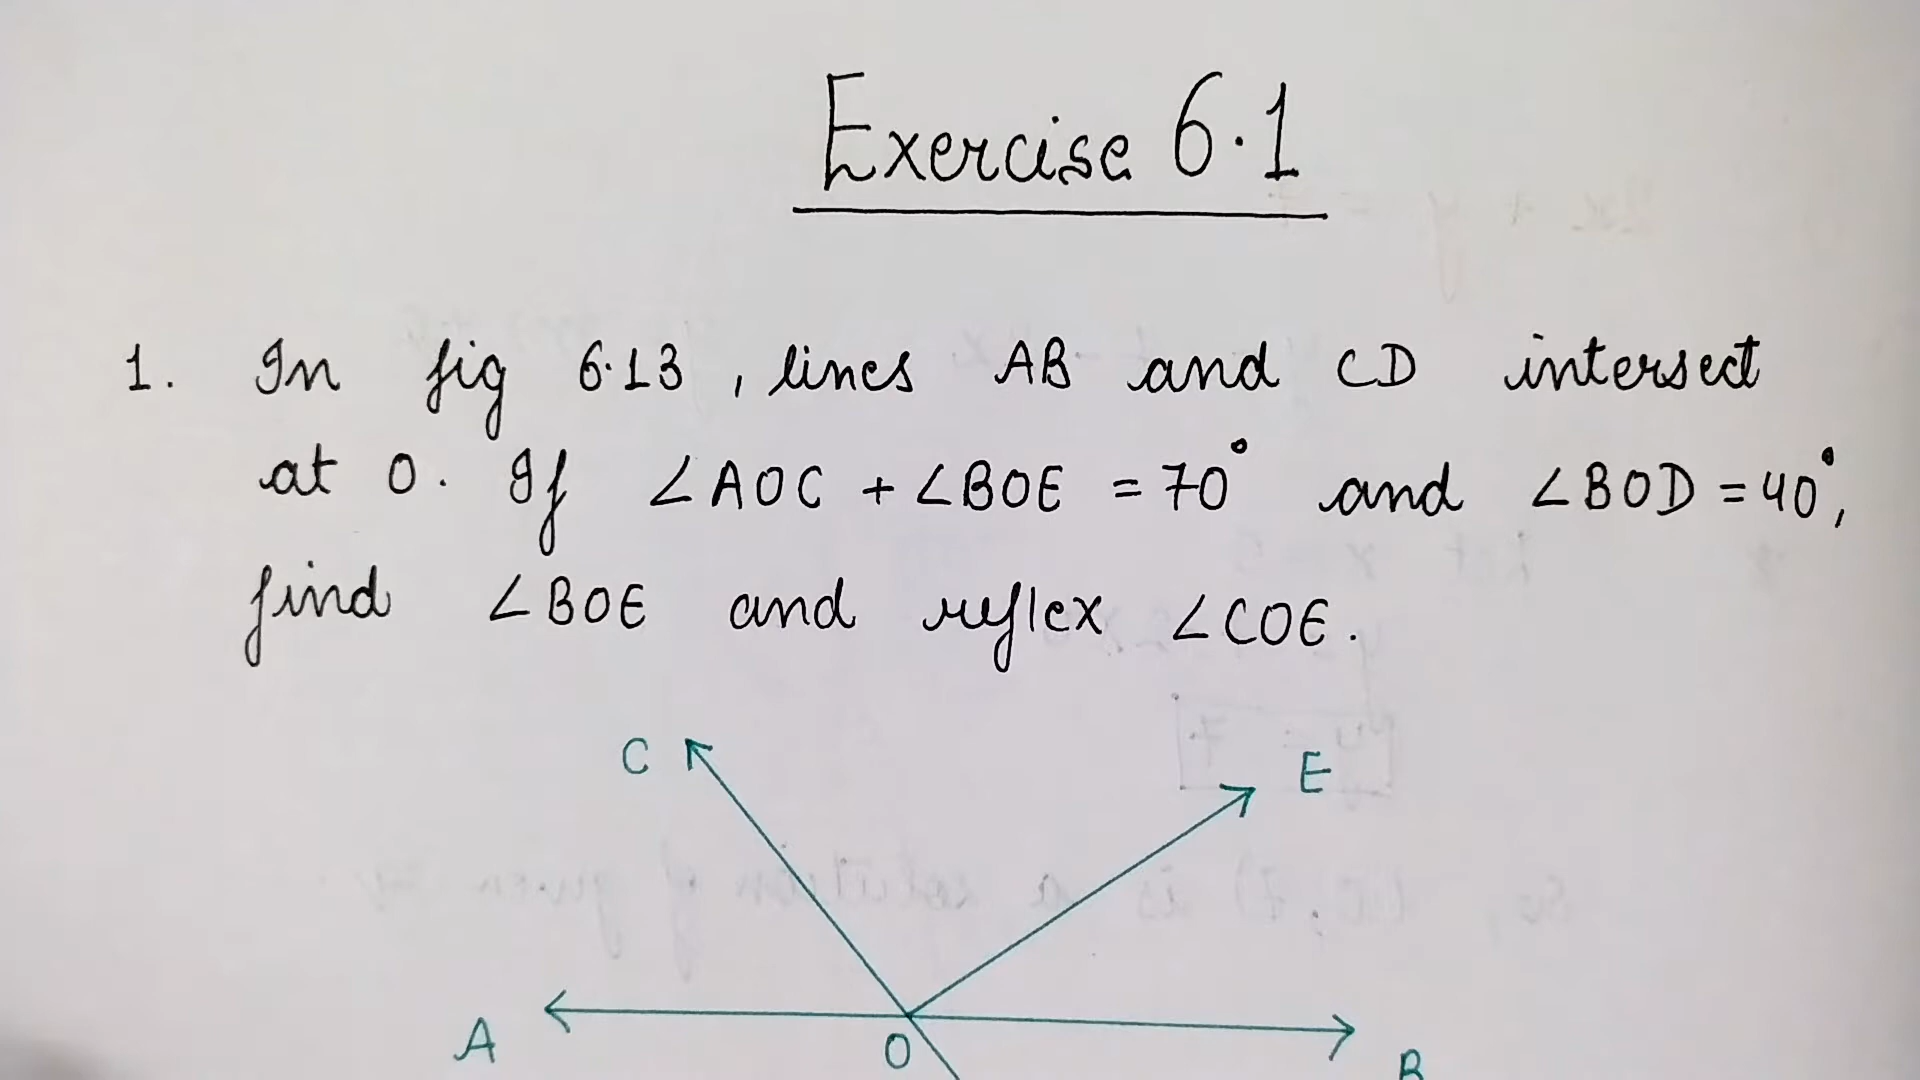 Exercise 6.1
1. In fig 6.13, lines AB and CD intersect
at O. If ∠AOC + ∠BOE = 70° and ∠BOD = 40°,
find ∠BOE and reflex ∠COE.
C
E
A
O
B